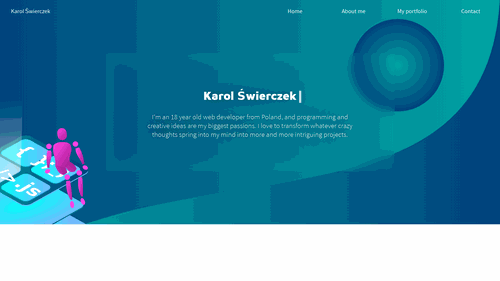 Karol Świerczek
Home
About me
My portfolio
Contact
Karol Świerczek
I'm an 18 year old web developer from Poland, and programming and
creative ideas are my biggest passions. I love to transform whatever crazy
thoughts spring into my mind into more and more intriguing projects.
.js